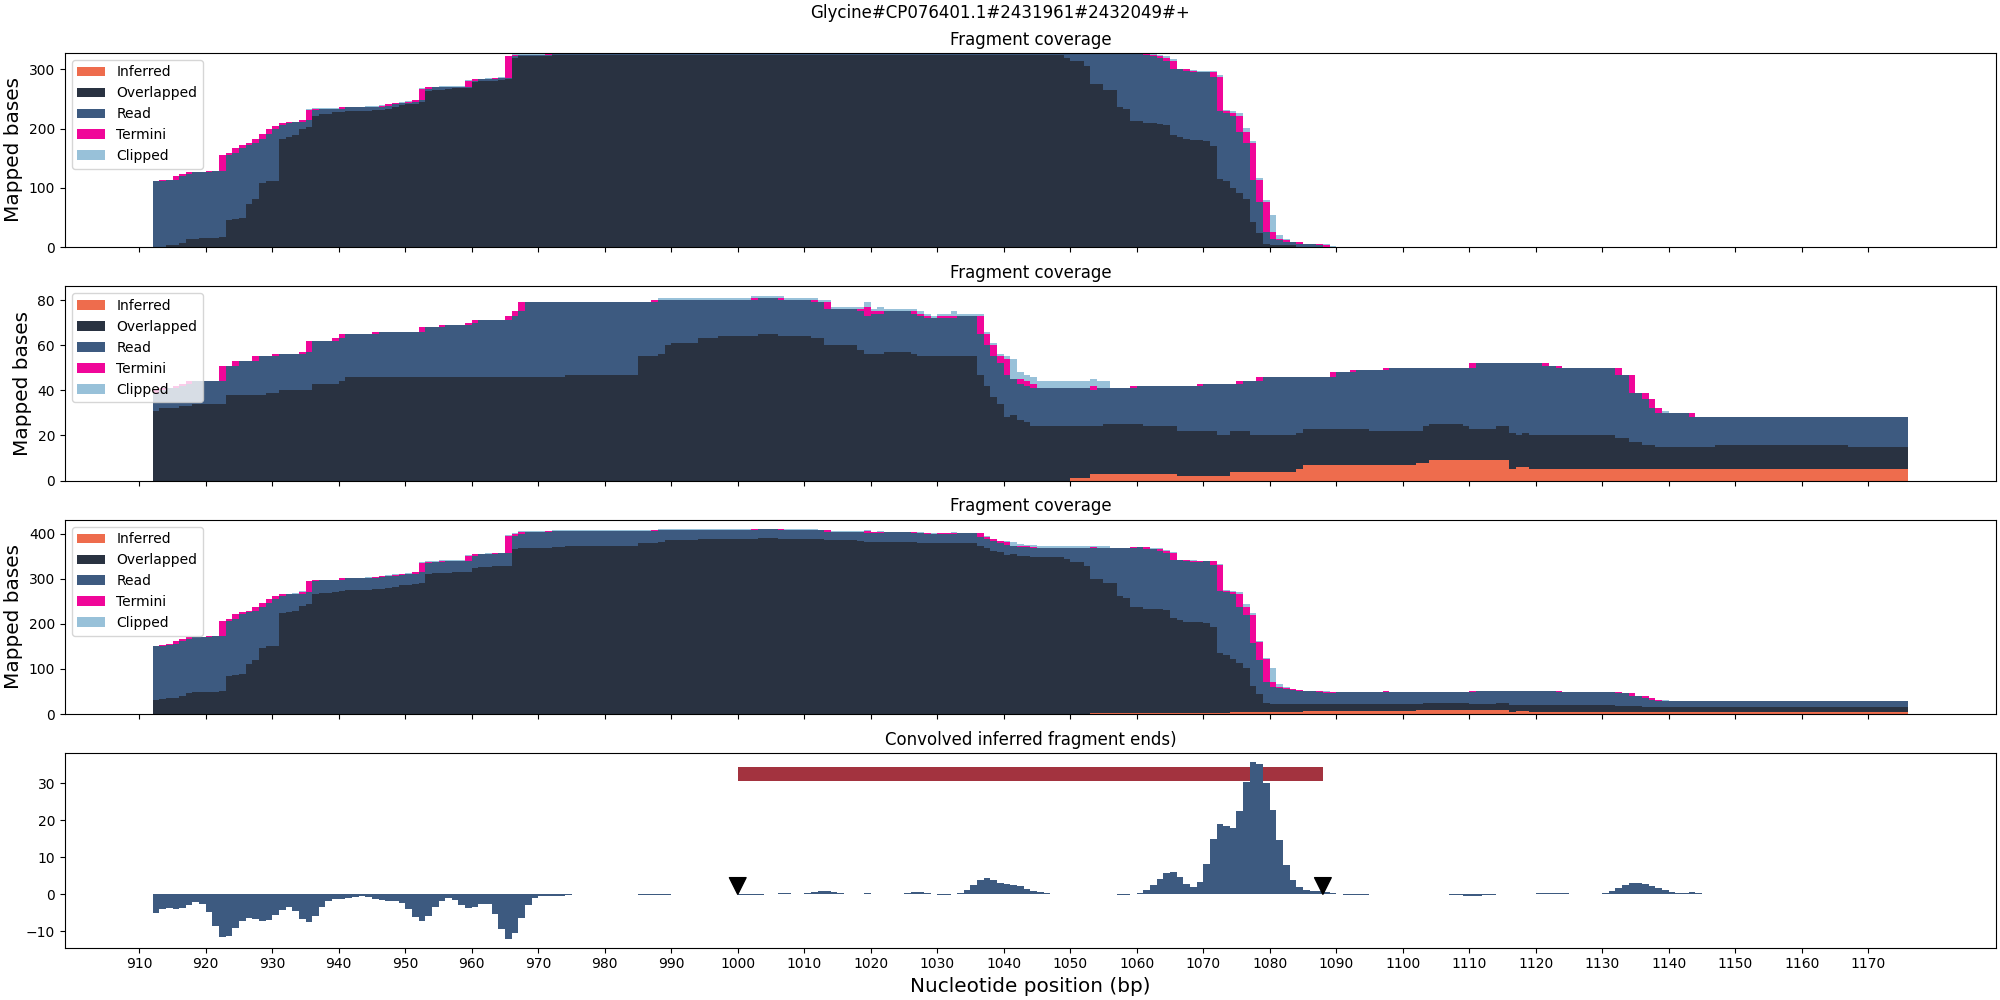 Glycine#CP076401.1#2431961#2432049#+
Fragment coverage
Mapped bases
300
200
100
0
Inferred
Overlapped
Read
Termini
Clipped
Fragment coverage
Mapped bases
80
60
40
20
0
Inferred
Overlapped
Read
Termini
Clipped
Fragment coverage
Mapped bases
400
300
200
100
0
Inferred
Overlapped
Read
Termini
Clipped
Convolved inferred fragment ends)
30
20
10
0
−10
910 920 930 940 950 960 970 980 990 1000 1010 1020 1030 1040 1050 1060 1070 1080 1090 1100 1110 1120 1130 1140 1150 1160 1170
Nucleotide position (bp)